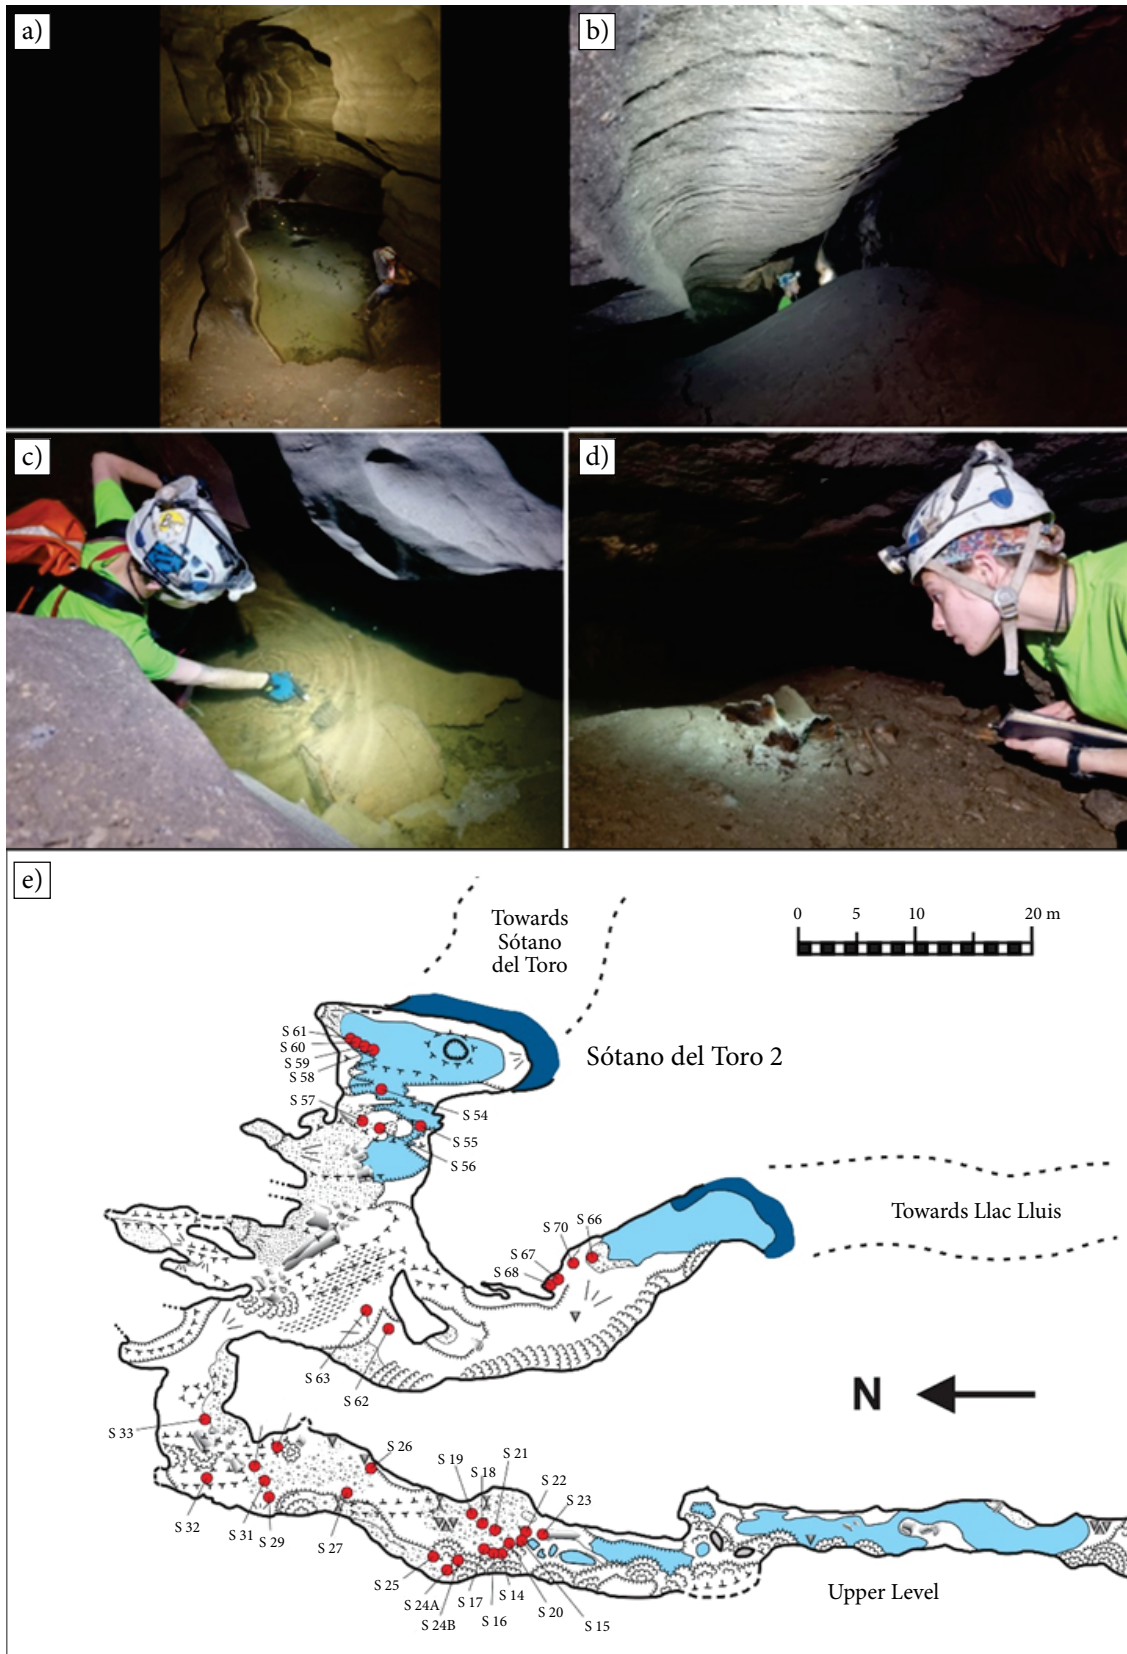 a)
b)
c)
d)
e)
0 5 10 20 m
Towards
Sótano
del Toro
Sótano del Toro 2
S 61
S 60
S 59
S 58
S 57
S 54
S 55
S 56
Towards Llac Lluis
S 70
S 66
S 67
S 68
S 63
S 62
N
S 33
S 26
S 19
S 18
S 21
S 22
S 23
S 32
S 31
S 29
S 27
S 25
S 24A
S 24B
S 17
S 16
S 14
S 20
S 15
Upper Level